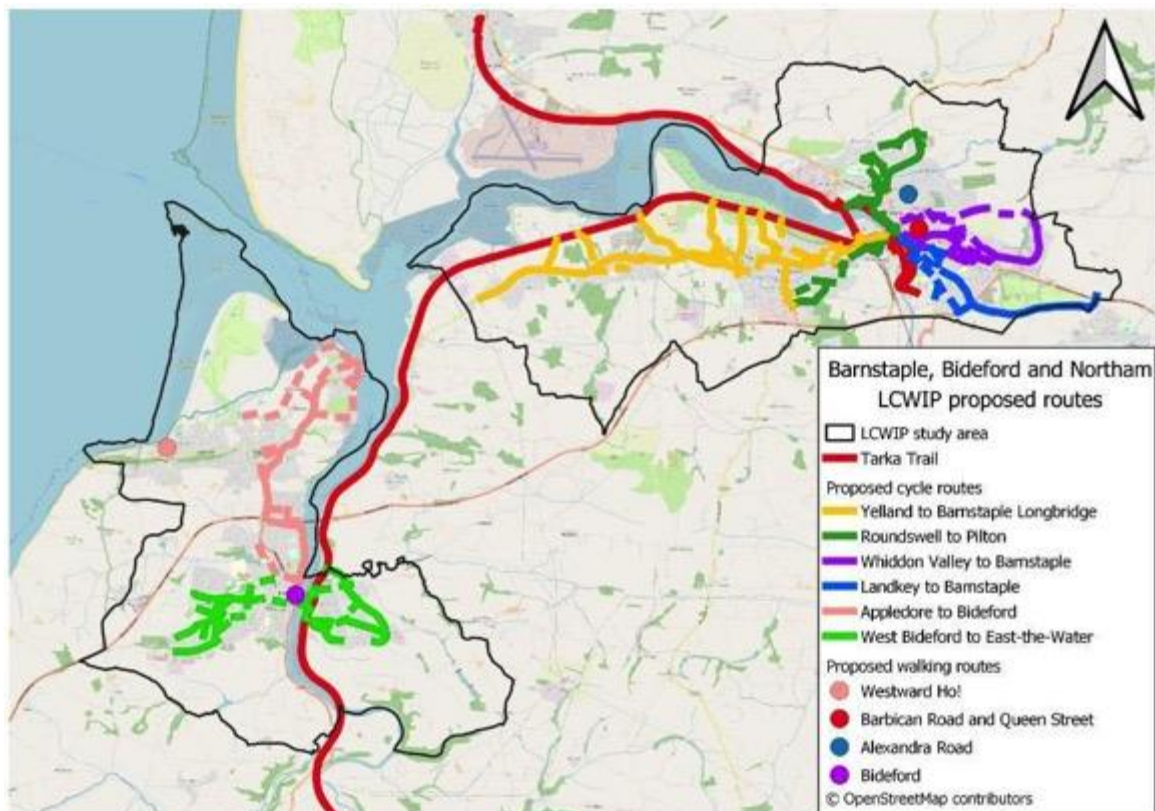 Barnstaple, Bideford and Northam
LCWIP proposed routes
LCWIP study area
Tarka Trail
Proposed cycle routes
Yelland to Barnstaple Longbridge
Roundswell to Pilton
Whiddon Valley to Barnstaple
Landkey to Barnstaple
Appledore to Bideford
West Bideford to East-the-Water
Proposed walking routes
Westward Ho!
Barbican Road and Queen Street
Alexandra Road
Bideford
© OpenStreetMap contributors